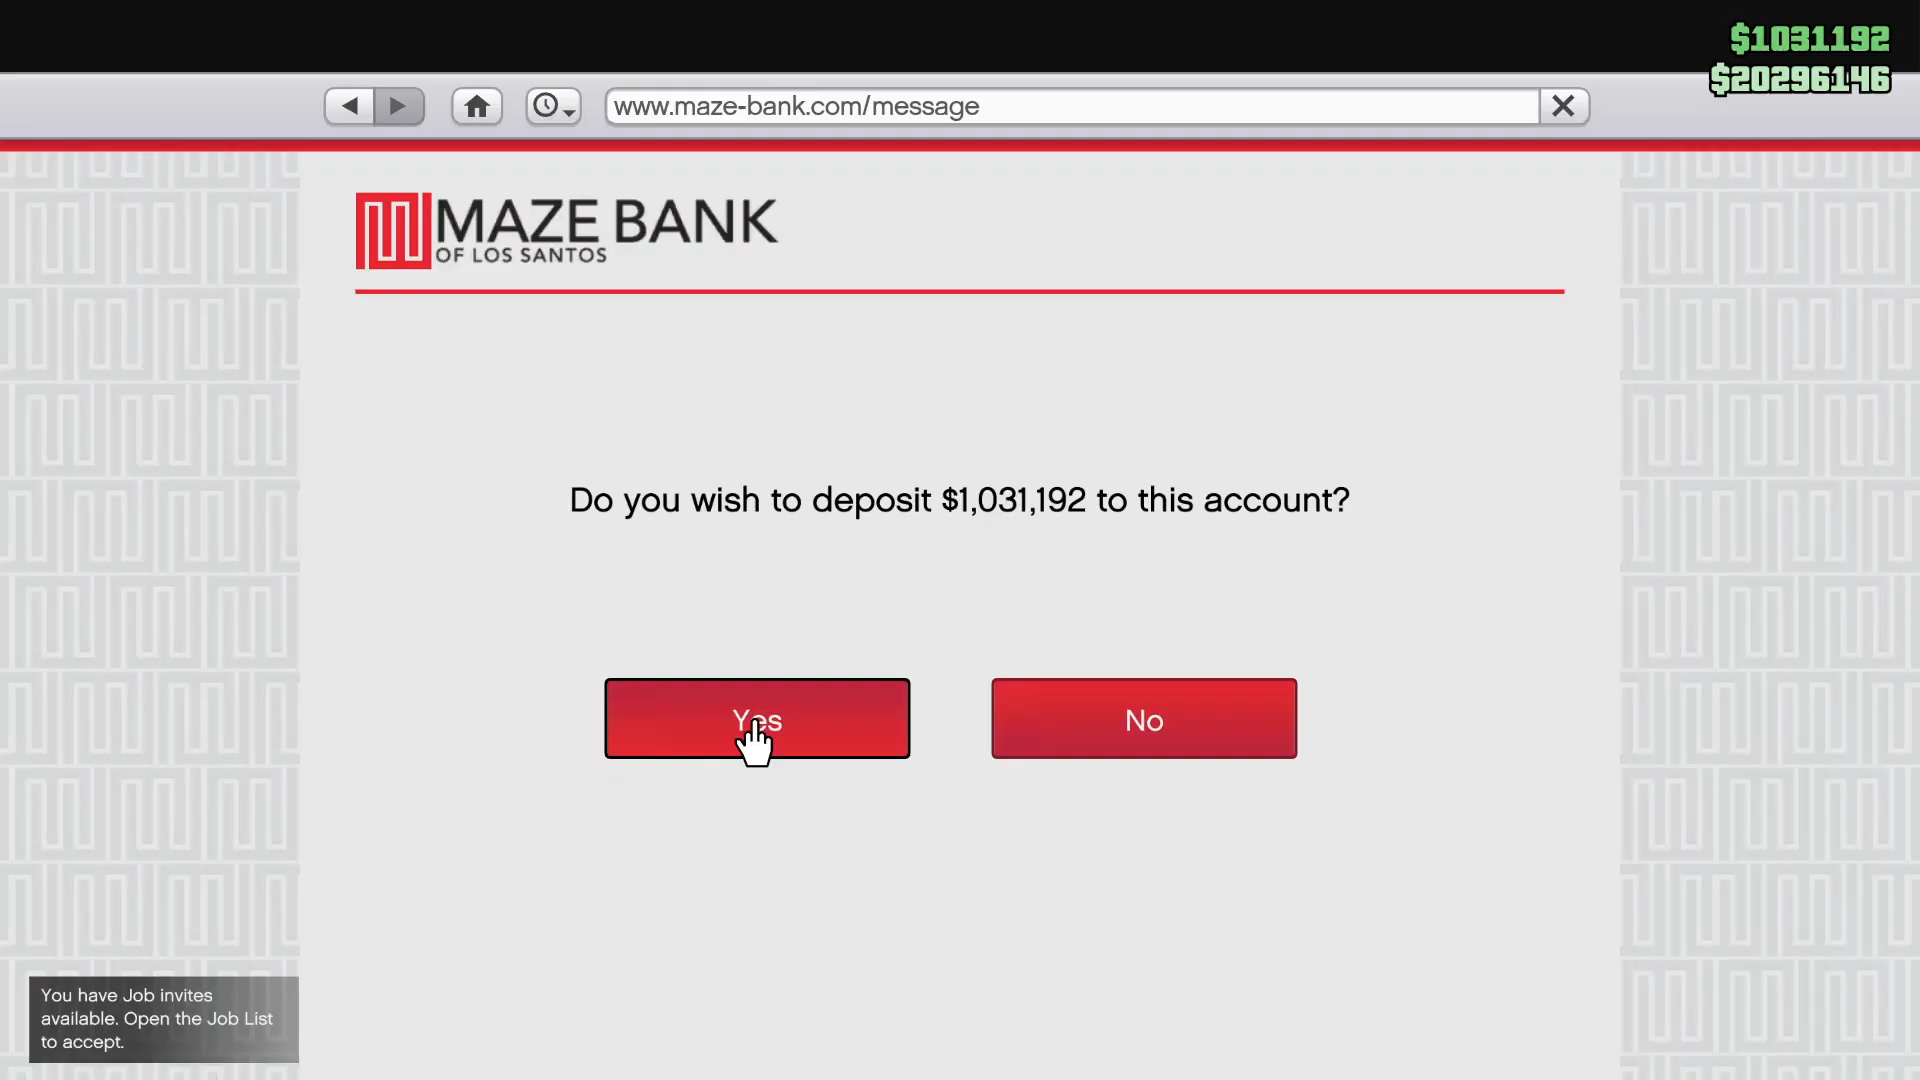 $1031192
$20296146
www.maze-bank.com/message
MAZE BANK
OF LOS SANTOS
Do you wish to deposit $1,031,192 to this account?
Yes
No
You have Job invites
available. Open the Job List
to accept.